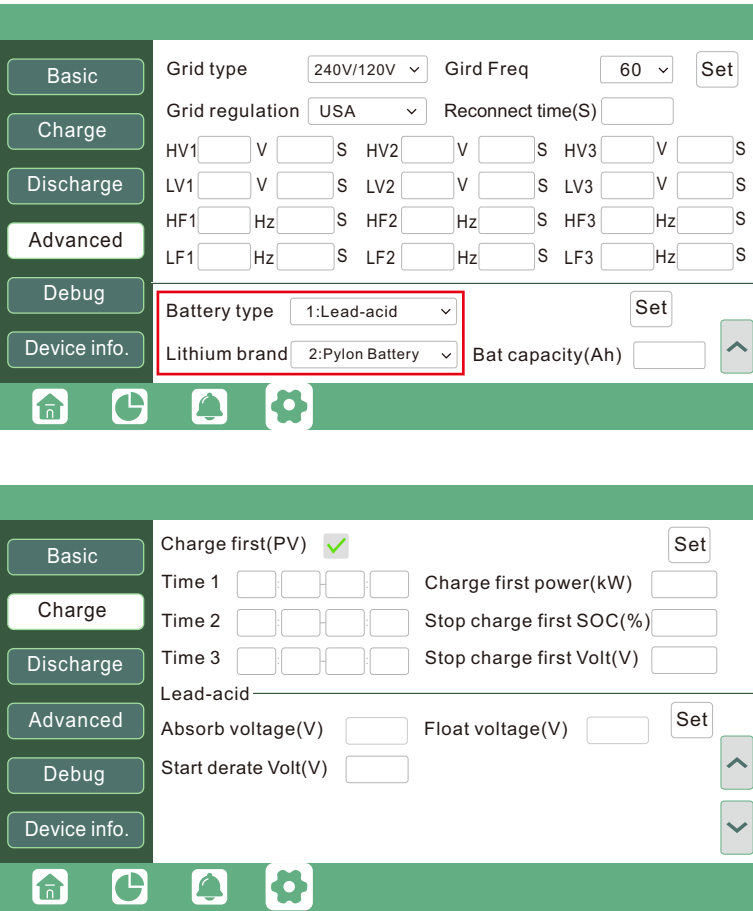 Basic
Charge
Discharge
Advanced
Debug
Device info.
Grid type 240V/120V Gird Freq 60 Set
Grid regulation USA Reconnect time(S)
HV1 V S HV2 V S HV3 V S
LV1 V S LV2 V S LV3 V S
HF1 Hz S HF2 Hz S HF3 Hz S
LF1 Hz S LF2 Hz S LF3 Hz S
Battery type 1:Lead-acid Set
Lithium brand 2:Pylon Battery Bat capacity(Ah)
Basic
Charge
Discharge
Advanced
Debug
Device info.
Charge first(PV) Set
Time 1 : - : Charge first power(kW)
Time 2 : - : Stop charge first SOC(%)
Time 3 : - : Stop charge first Volt(V)
Lead-acid
Absorb voltage(V) Float voltage(V) Set
Start derate Volt(V)